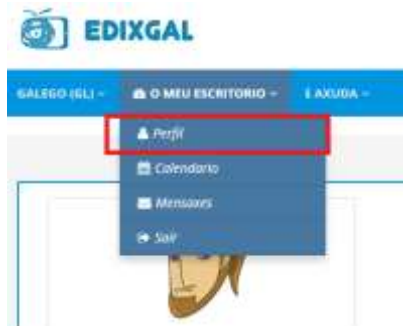 EDIXGAL
GALEGO (GL)
O MEU ESCRITORIO
AXUDA
Perfil
Calendario
Mensaxes
Saír